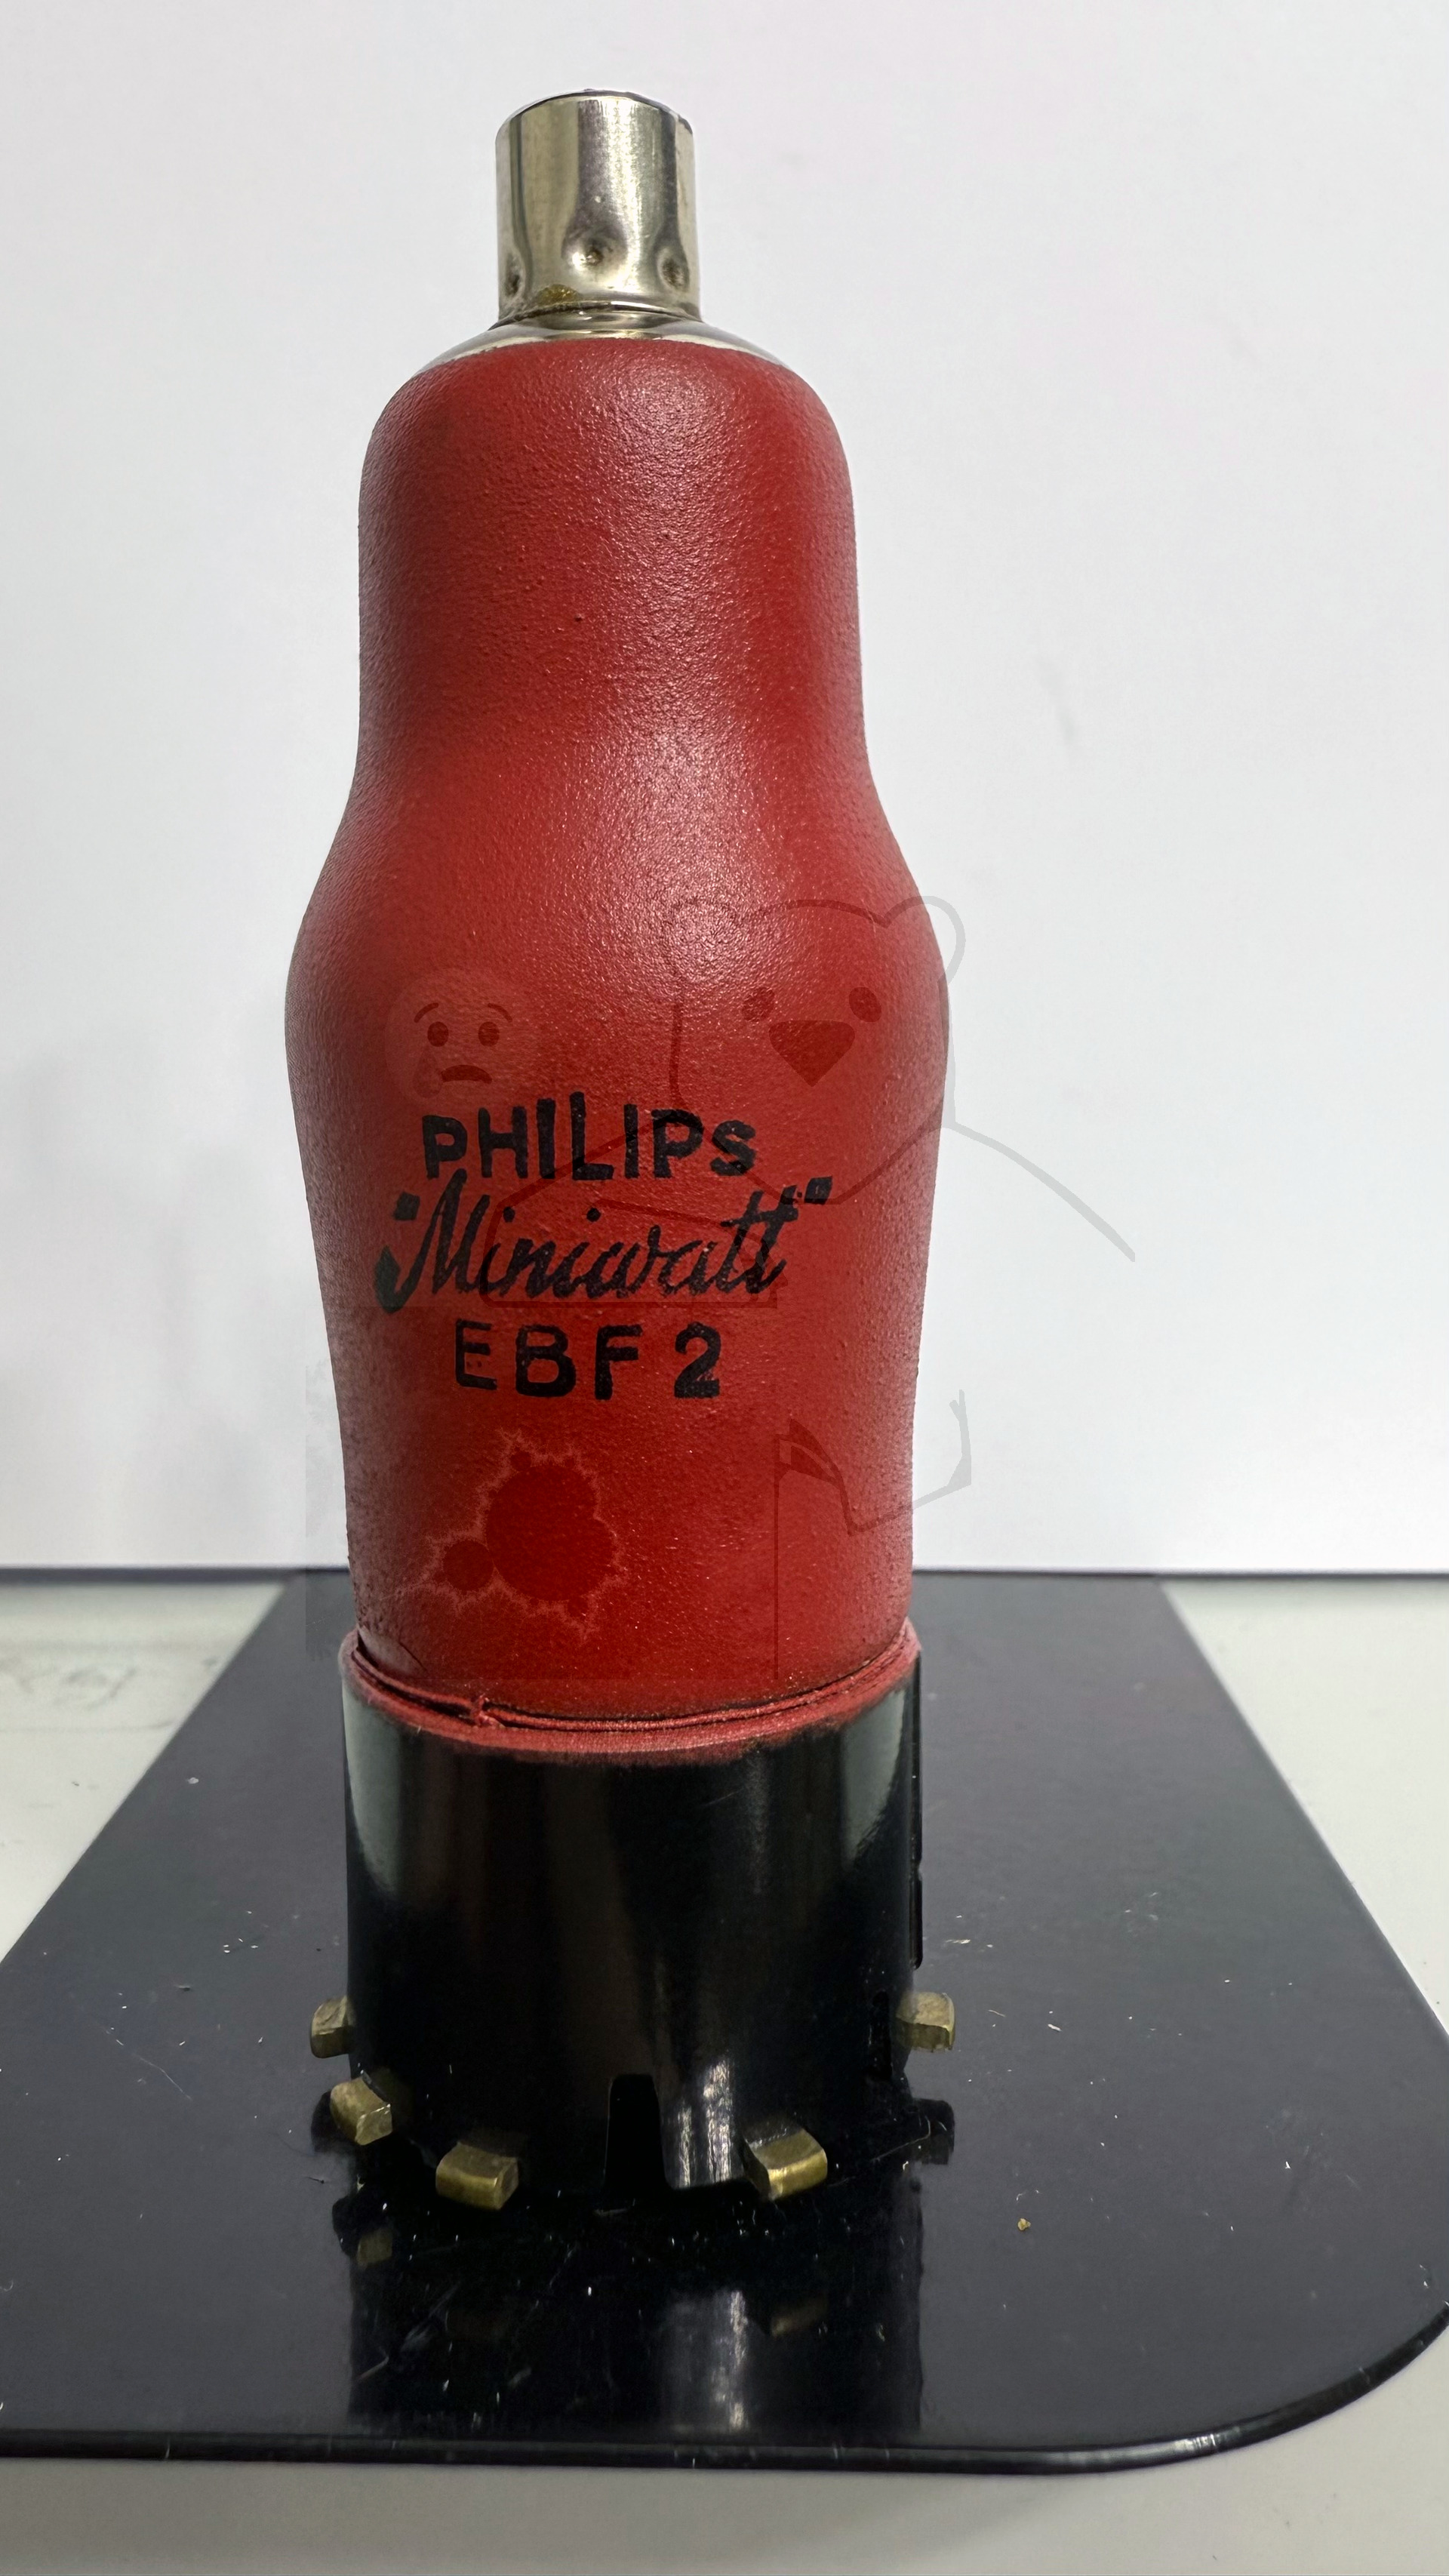 PHILIPS
"Miniwatt"
EBF 2